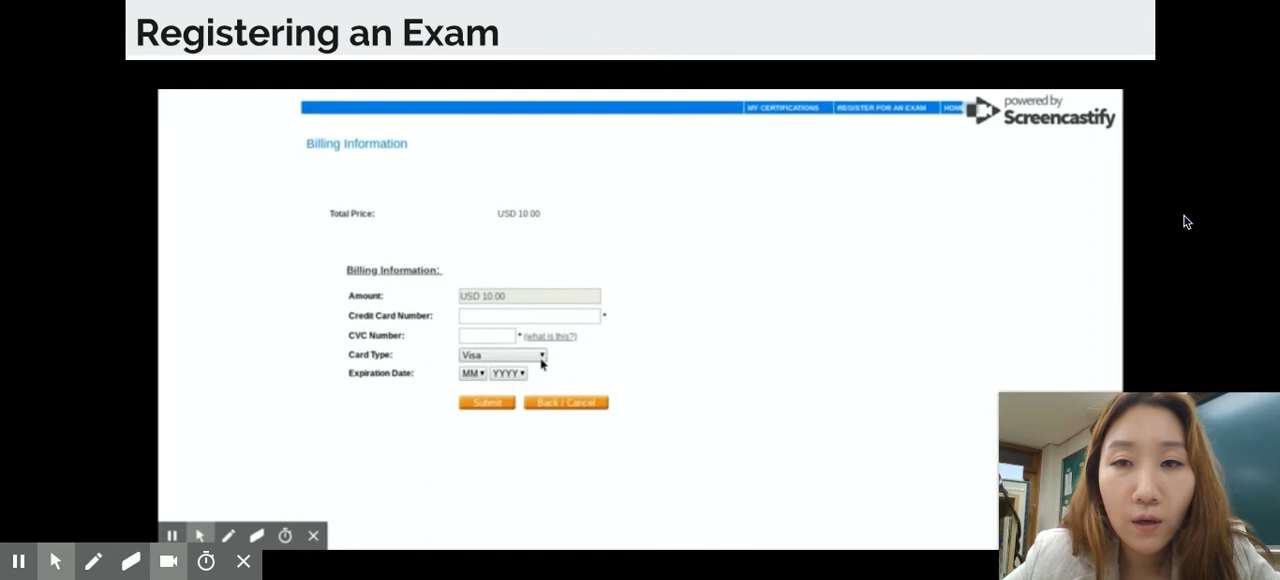 Registering an Exam
MY CERTIFICATIONS REGISTER FOR AN EXAM
powered by
Screencastify
Billing Information
Total Price: USD 10.00
Billing Information:
Amount: USD 10.00
Credit Card Number: *
CVC Number: * (what is this?)
Card Type: Visa
Expiration Date: MM YYYY
Submit Back / Cancel